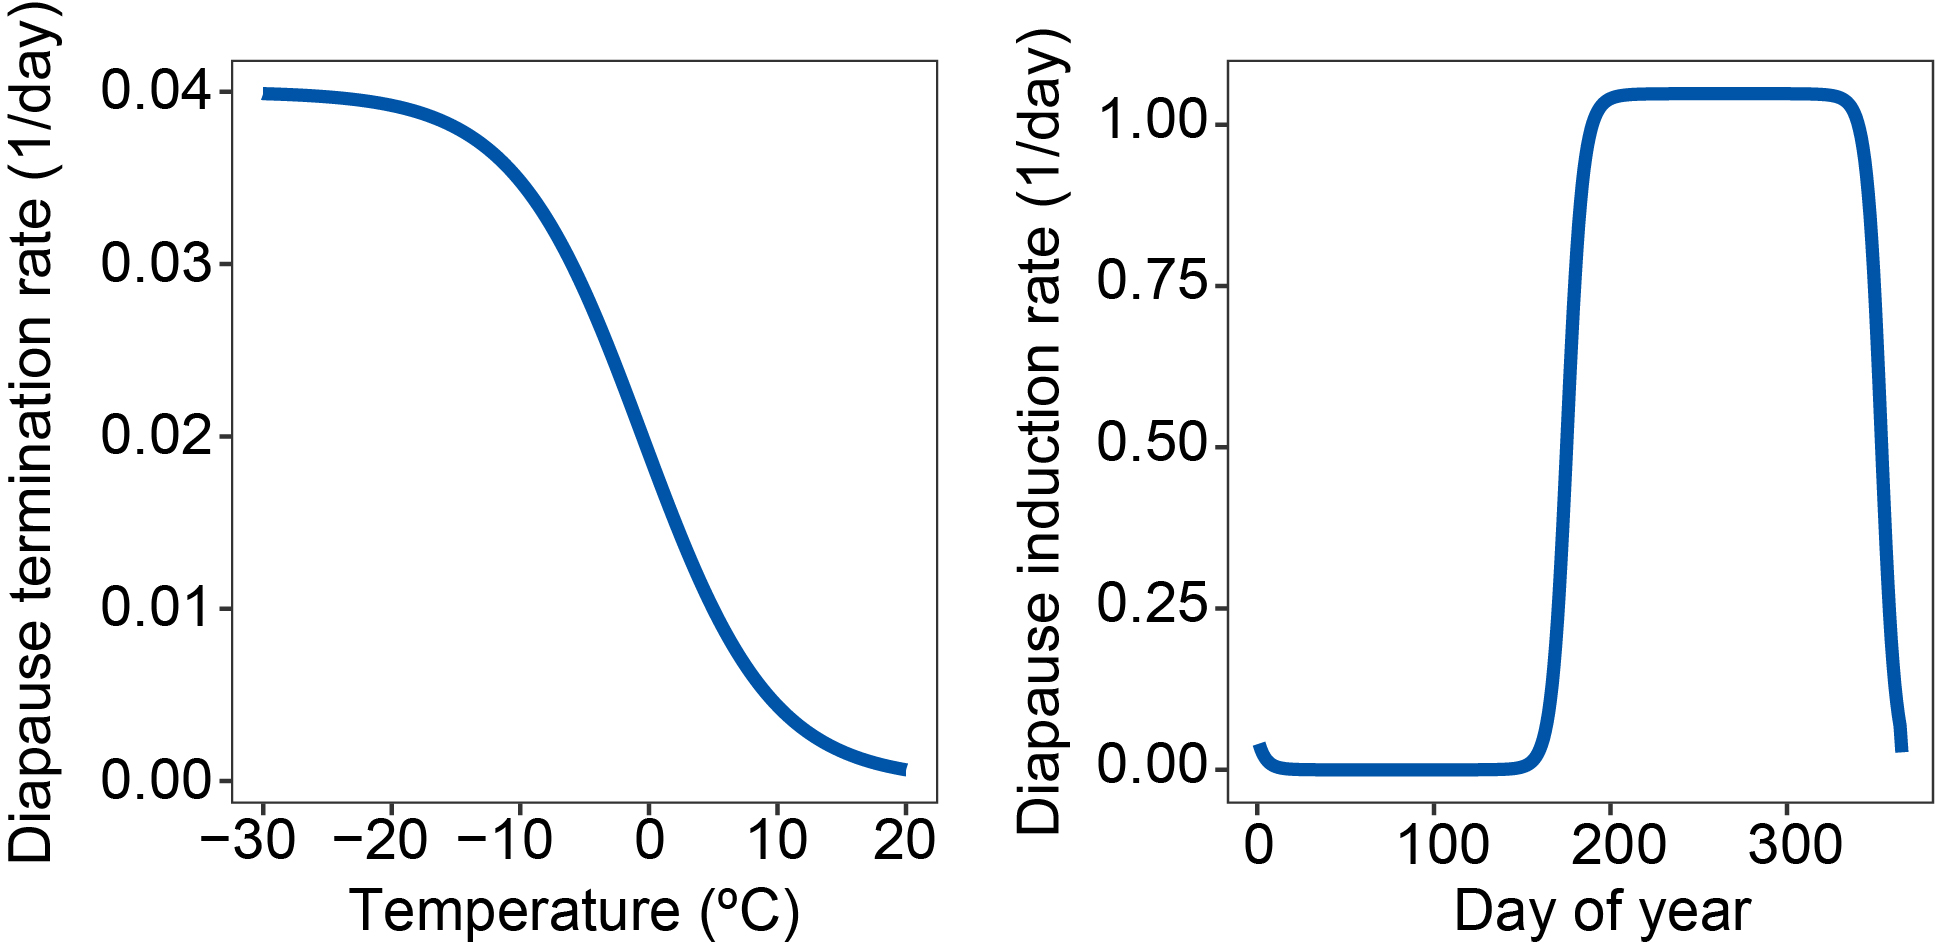 Diapause termination rate (1/day)
0.04
0.03
0.02
0.01
0.00
−30 −20 −10 0 10 20
Temperature (ºC)
Diapause induction rate (1/day)
1.00
0.75
0.50
0.25
0.00
0 100 200 300
Day of year